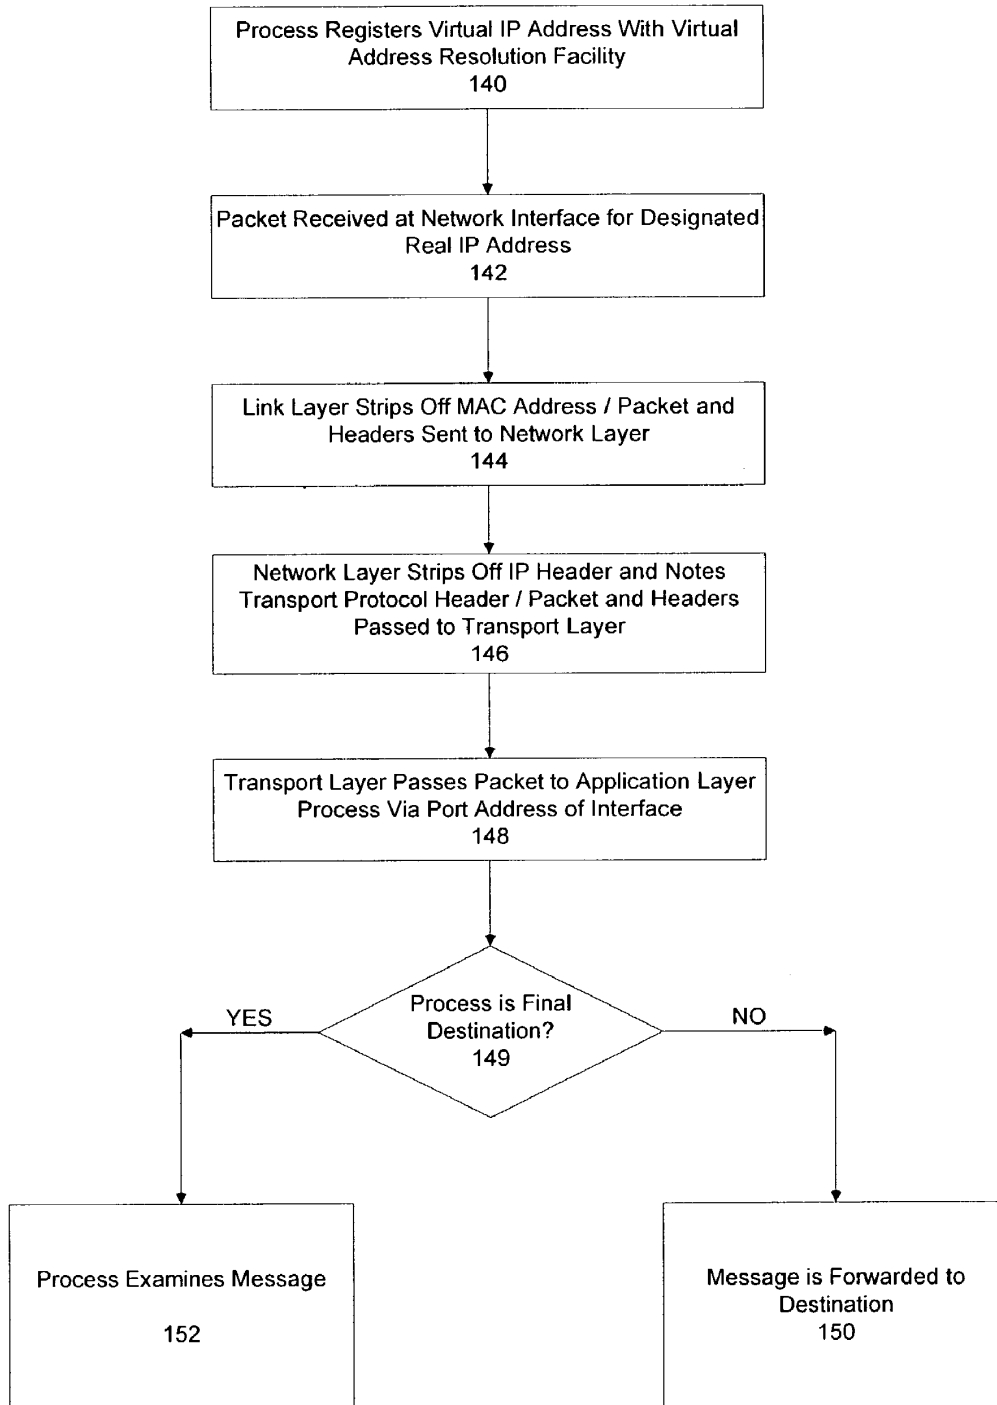 Process Registers Virtual IP Address With Virtual
Address Resolution Facility
140
Packet Received at Network Interface for Designated
Real IP Address
142
Link Layer Strips Off MAC Address / Packet and
Headers Sent to Network Layer
144
Network Layer Strips Off IP Header and Notes
Transport Protocol Header / Packet and Headers
Passed to Transport Layer
146
Transport Layer Passes Packet to Application Layer
Process Via Port Address of Interface
148
Process is Final
Destination?
149
YES
NO
Process Examines Message
152
Message is Forwarded to
Destination
150